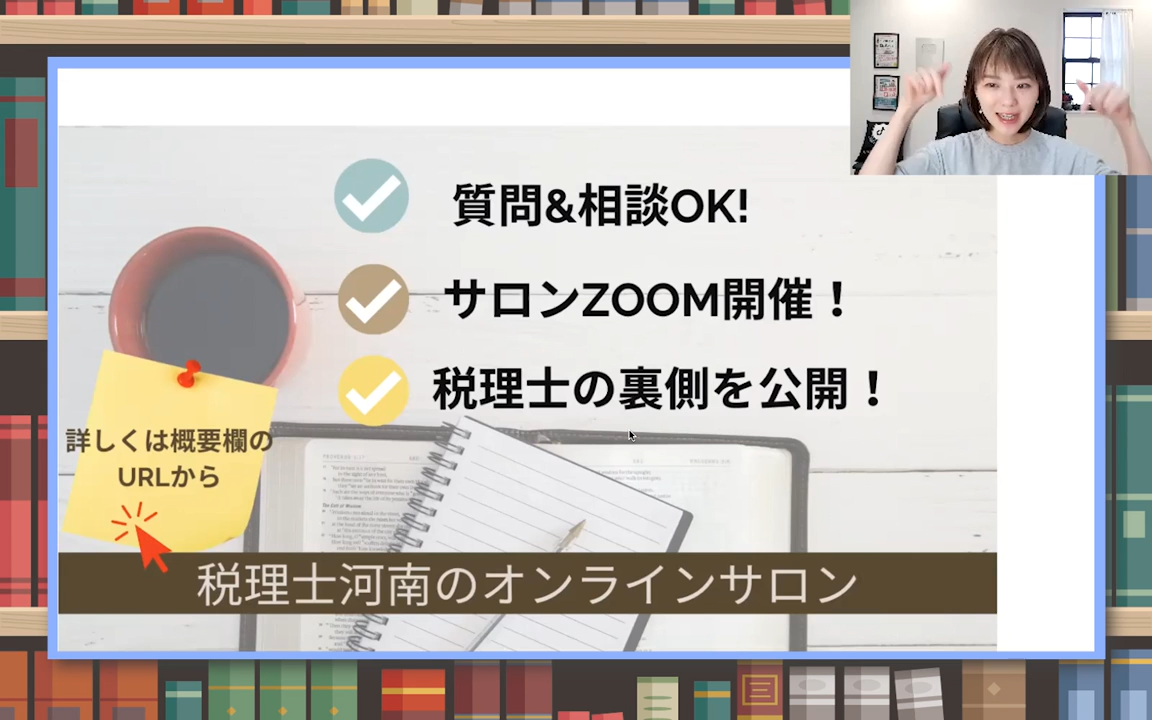 質問&相談OK!
サロンZOOM開催！
税理士の裏側を公開！
詳しくは概要欄の
URLから
税理士河南のオンラインサロン